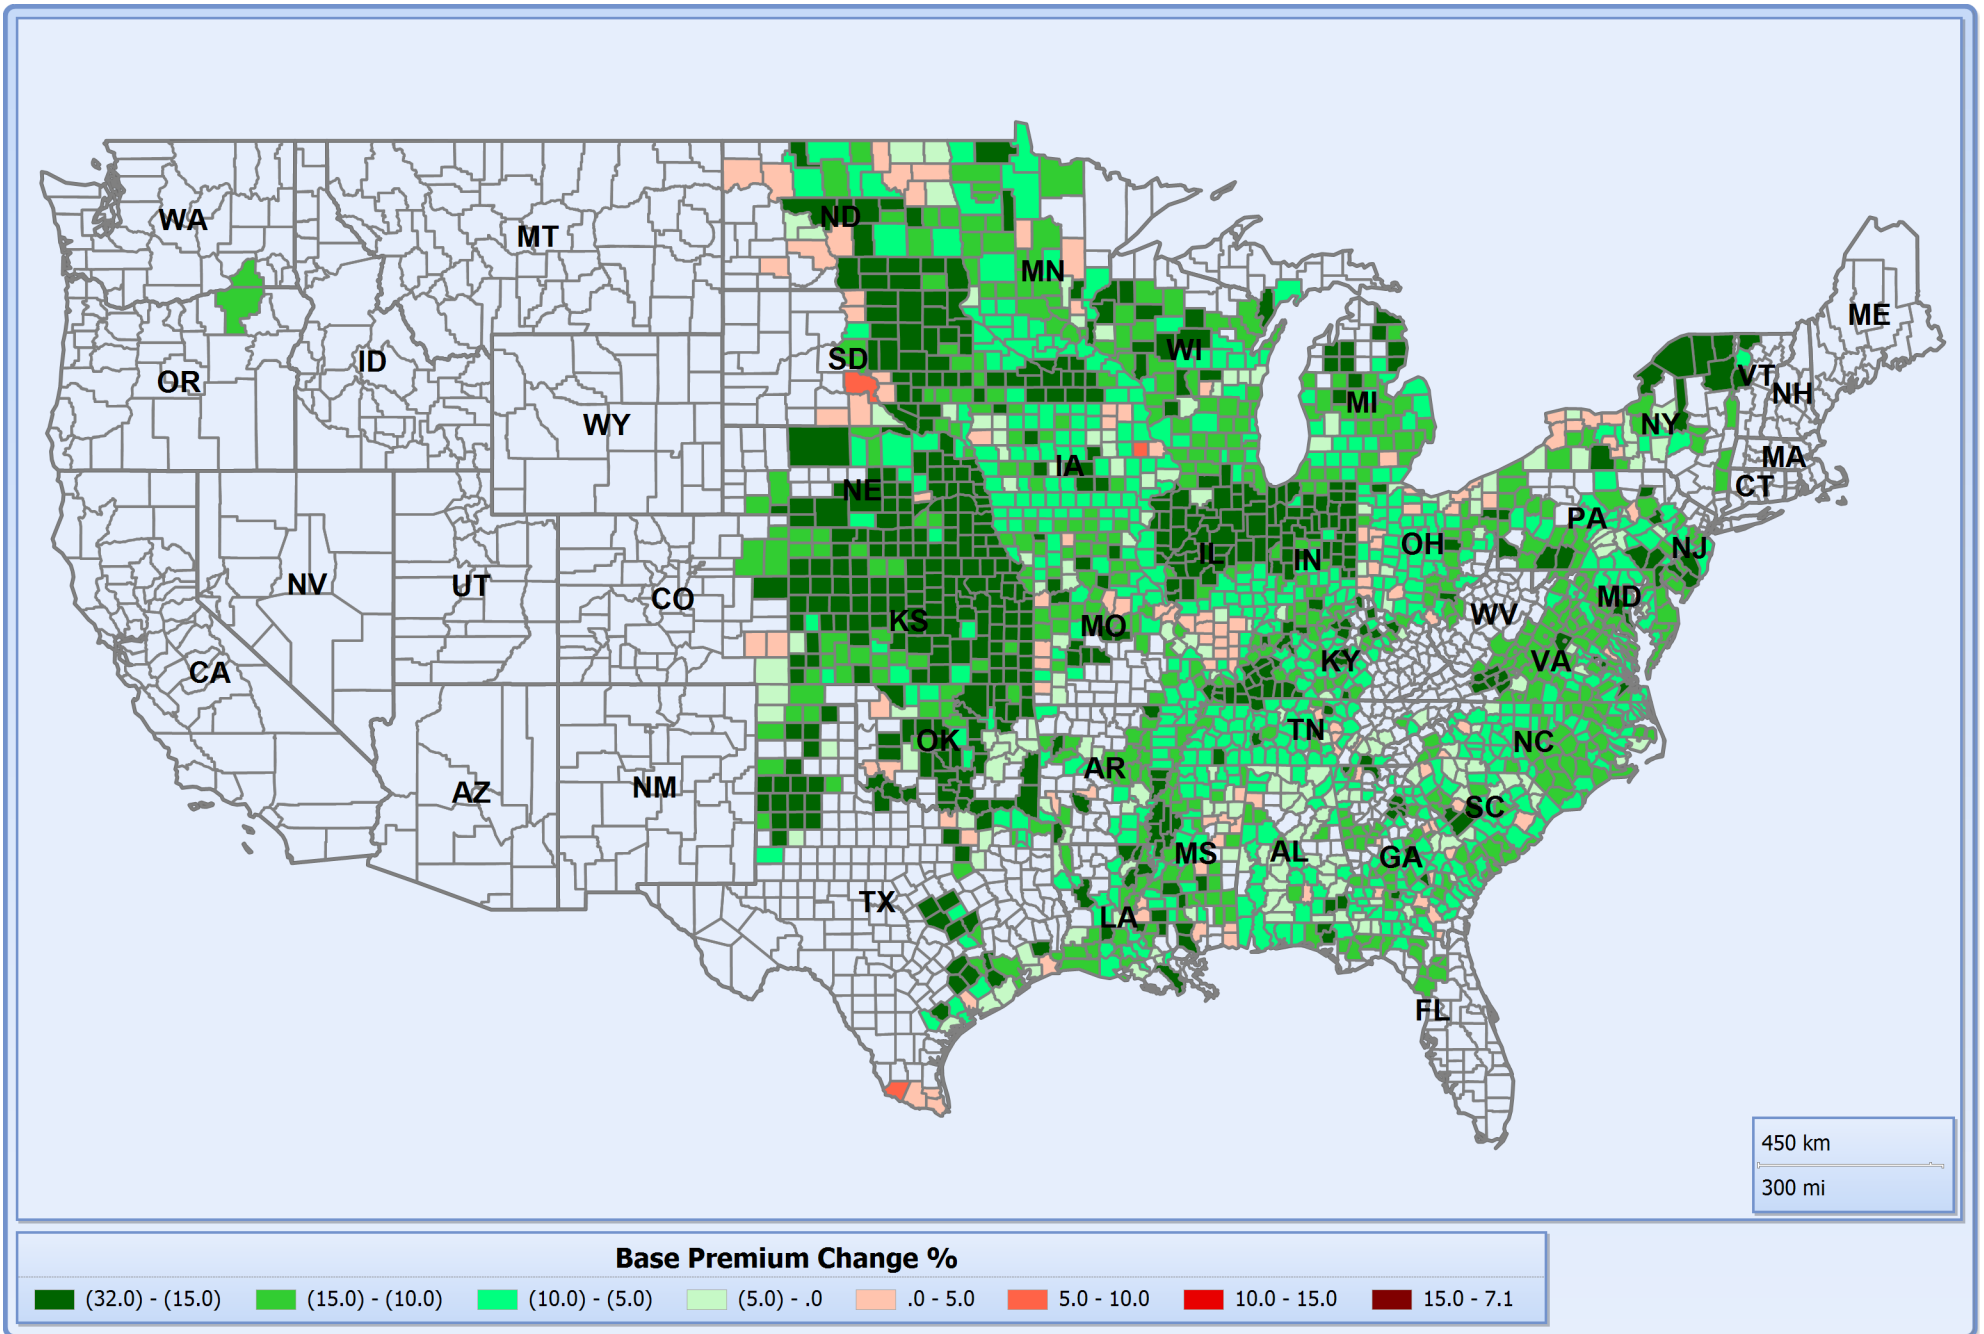 WA
MT
ND
MN
ME
OR
ID
SD
WI
VT
NH
WY
MI
NY
MA
IA
CT
NE
PA
NV
UT
CO
IL
IN
OH
NJ
KS
MO
WV
MD
CA
KY
VA
AZ
NM
OK
AR
TN
NC
SC
MS
AL
GA
TX
LA
FL
450 km
300 mi
Base Premium Change %
(32.0) - (15.0) (15.0) - (10.0) (10.0) - (5.0) (5.0) - .0 .0 - 5.0 5.0 - 10.0 10.0 - 15.0 15.0 - 7.1